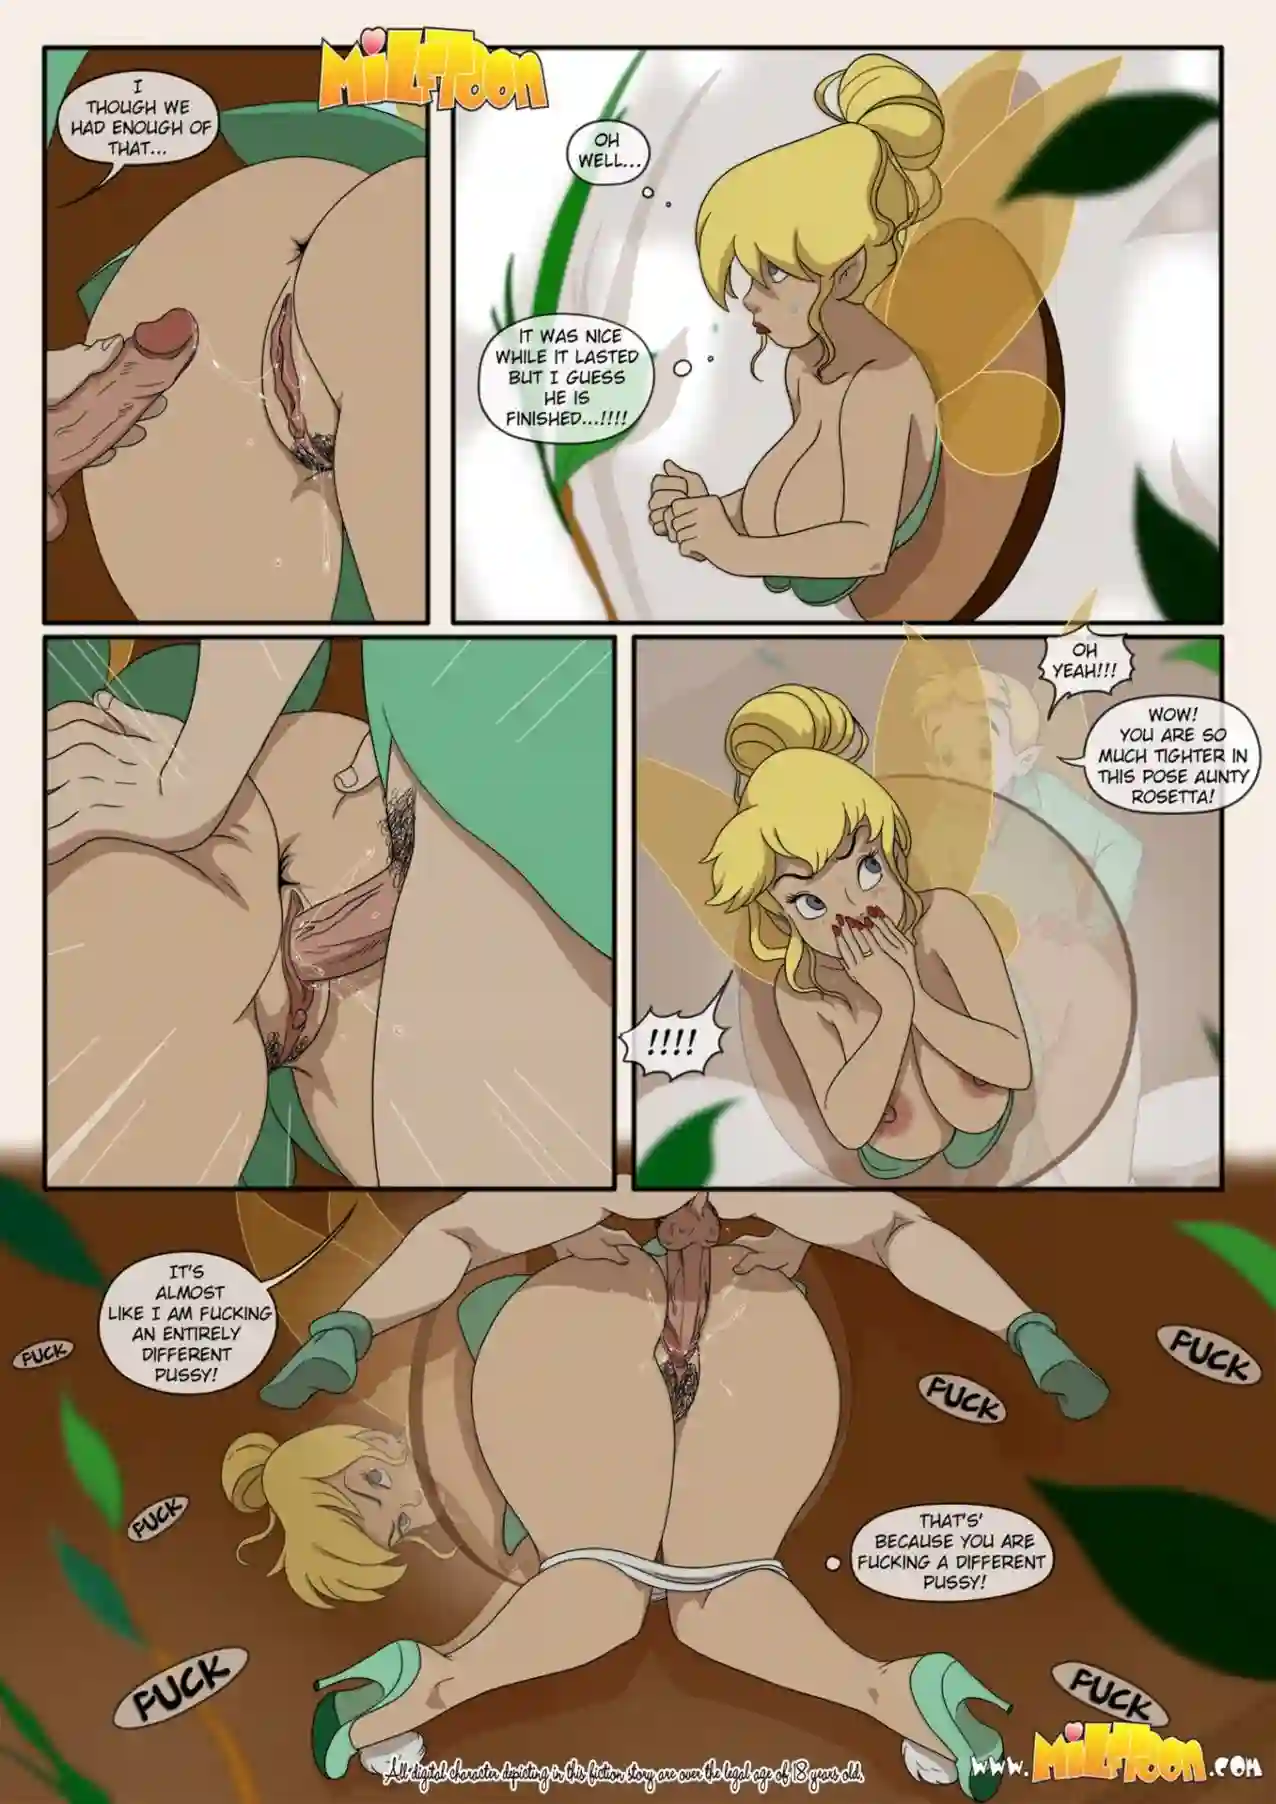 MILFTOON
I
THOUGH WE
HAD ENOUGH OF
THAT...
OH
WELL...
IT WAS NICE
WHILE IT LASTED
BUT I GUESS
HE IS
FINISHED...!!!!
OH
YEAH!!!
WOW!
YOU ARE SO
MUCH TIGHTER IN
THIS POSE AUNTY
ROSETTA!
!!!!
IT'S
ALMOST
LIKE I AM FUCKING
AN ENTIRELY
DIFFERENT
PUSSY!
FUCK
FUCK
FUCK
FUCK
THAT'S'
BECAUSE YOU ARE
FUCKING A DIFFERENT
PUSSY!
FUCK
FUCK
www.MILFTOON.com
All digital character depicting in this fiction story are over the legal age of 18 years old.